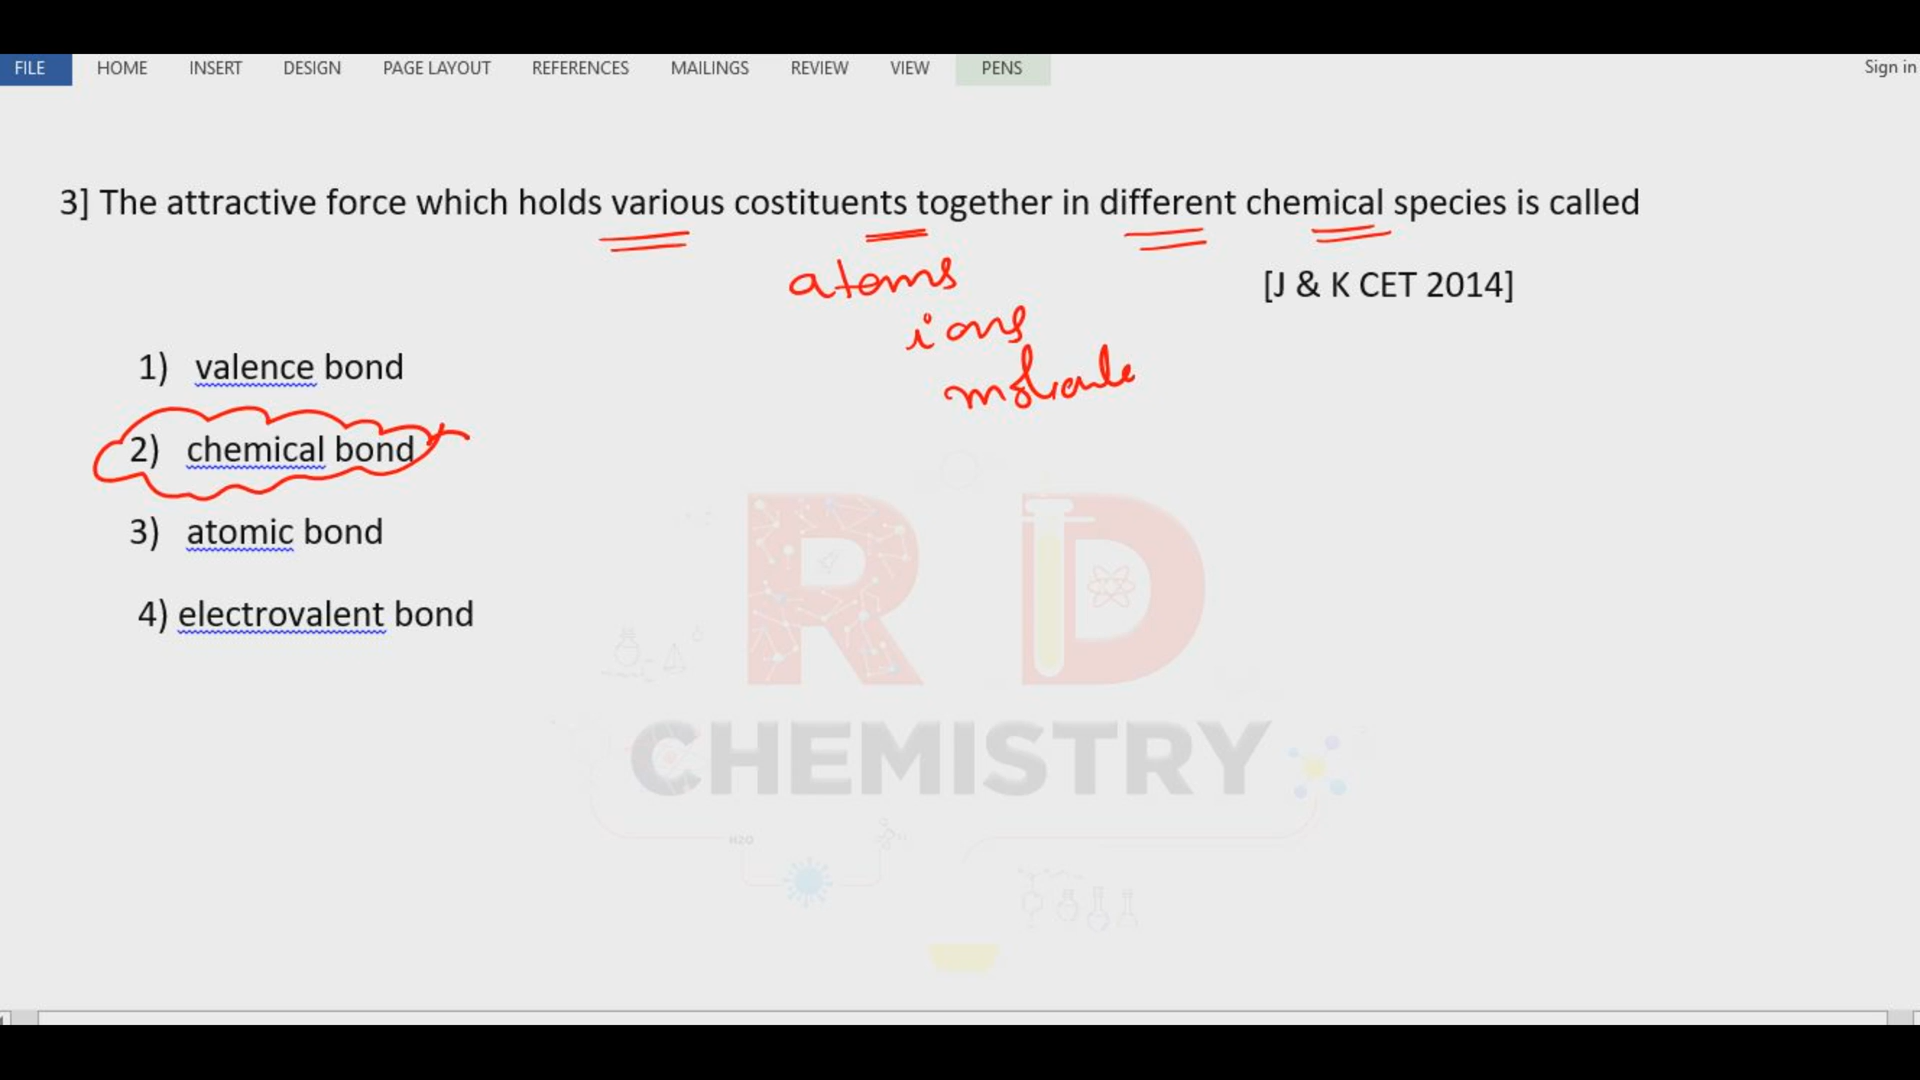 FILE HOME INSERT DESIGN PAGE LAYOUT REFERENCES MAILINGS REVIEW VIEW PENS Sign in
3] The attractive force which holds various costituents together in different chemical species is called
atoms
[J & K CET 2014]
ions
molecule
1) valence bond
2) chemical bond
3) atomic bond
4) electrovalent bond
R D
CHEMISTRY
H2O